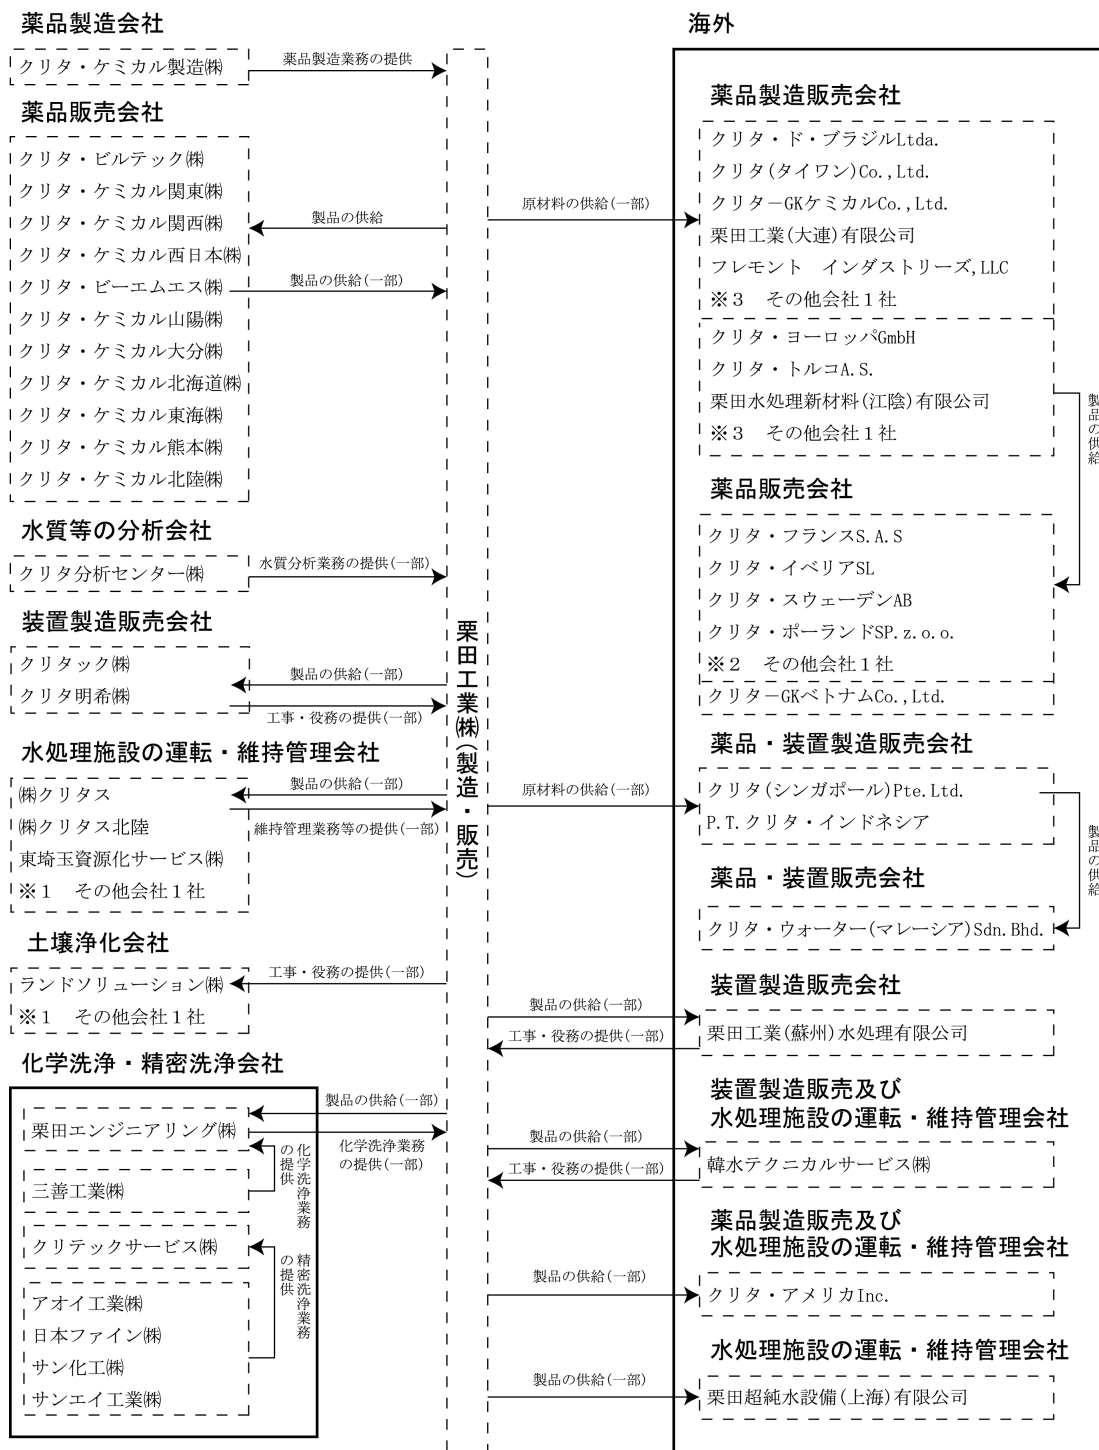 薬品製造会社
クリタ・ケミカル製造㈱
薬品製造業務の提供
薬品販売会社
クリタ・ビルテック㈱
クリタ・ケミカル関東㈱
クリタ・ケミカル関西㈱
クリタ・ケミカル西日本㈱
クリタ・ビーエムエス㈱
クリタ・ケミカル山陽㈱
クリタ・ケミカル大分㈱
クリタ・ケミカル北海道㈱
クリタ・ケミカル東海㈱
クリタ・ケミカル熊本㈱
クリタ・ケミカル北陸㈱
製品の供給
製品の供給(一部)
水質等の分析会社
クリタ分析センター㈱
水質分析業務の提供(一部)
装置製造販売会社
クリタック㈱
クリタ明希㈱
製品の供給(一部)
工事・役務の提供(一部)
水処理施設の運転・維持管理会社
㈱クリタス
㈱クリタス北陸
東埼玉資源化サービス㈱
※1 その他会社1社
製品の供給(一部)
維持管理業務等の提供(一部)
土壌浄化会社
ランドソリューション㈱
※1 その他会社1社
工事・役務の提供(一部)
化学洗浄・精密洗浄会社
栗田エンジニアリング㈱
三善工業㈱
クリテックサービス㈱
アオイ工業㈱
日本ファイン㈱
サン化工㈱
サンエイ工業㈱
製品の供給(一部)
化学洗浄業務
の提供(一部)
化学洗浄業務
の提供
精密洗浄業務
の提供
栗田工業㈱(製造・販売)
海外
薬品製造販売会社
クリタ・ド・ブラジルLtda.
クリタ(タイワン)Co.,Ltd.
クリタ－GKケミカルCo.,Ltd.
栗田工業(大連)有限公司
フレモント インダストリーズ,LLC
※3 その他会社1社
原材料の供給(一部)
クリタ・ヨーロッパGmbH
クリタ・トルコA.S.
栗田水処理新材料(江陰)有限公司
※3 その他会社1社
製品の供給
薬品販売会社
クリタ・フランスS.A.S
クリタ・イベリアSL
クリタ・スウェーデンAB
クリタ・ポーランドSP.z.o.o.
※2 その他会社1社
クリタ－GKベトナムCo.,Ltd.
薬品・装置製造販売会社
クリタ(シンガポール)Pte.Ltd.
P.T.クリタ・インドネシア
原材料の供給(一部)
製品の供給
薬品・装置販売会社
クリタ・ウォーター(マレーシア)Sdn.Bhd.
装置製造販売会社
栗田工業(蘇州)水処理有限公司
製品の供給(一部)
工事・役務の提供(一部)
装置製造販売及び
水処理施設の運転・維持管理会社
韓水テクニカルサービス㈱
製品の供給(一部)
工事・役務の提供(一部)
薬品製造販売及び
水処理施設の運転・維持管理会社
クリタ・アメリカInc.
製品の供給(一部)
水処理施設の運転・維持管理会社
栗田超純水設備(上海)有限公司
製品の供給(一部)